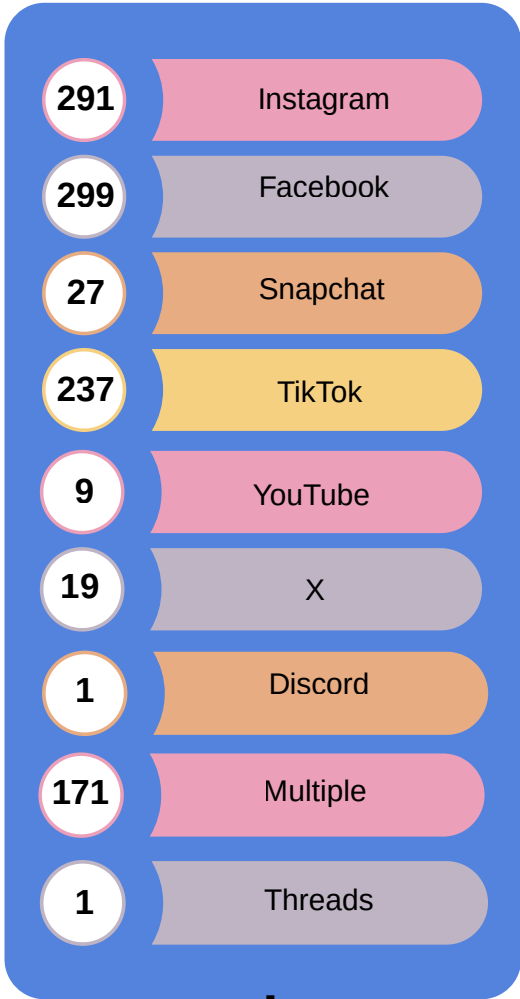 291 Instagram
299 Facebook
27 Snapchat
237 TikTok
9 YouTube
19 X
1 Discord
171 Multiple
1 Threads